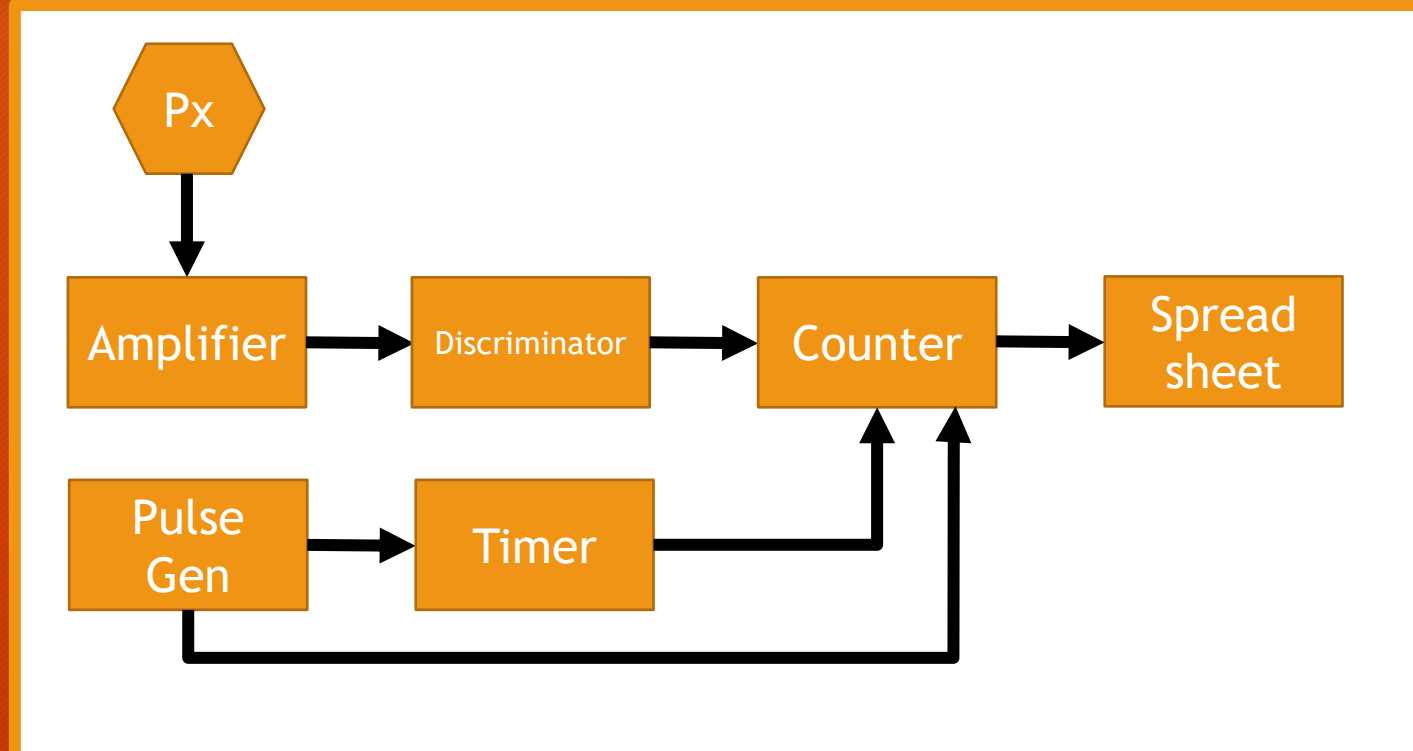 Px
Amplifier
Discriminator
Counter
Spread
sheet
Pulse
Gen
Timer